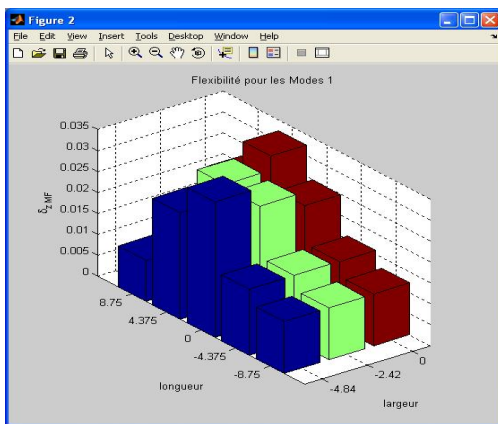 Figure 2
File Edit View Insert Tools Desktop Window Help
Flexibilité pour les Modes 1
0.035
0.03
0.025
0.02
0.015
0.01
0.005
0
δz MF
8.75
4.375
0
-4.375
-8.75
longueur
-4.84
-2.42
0
largeur